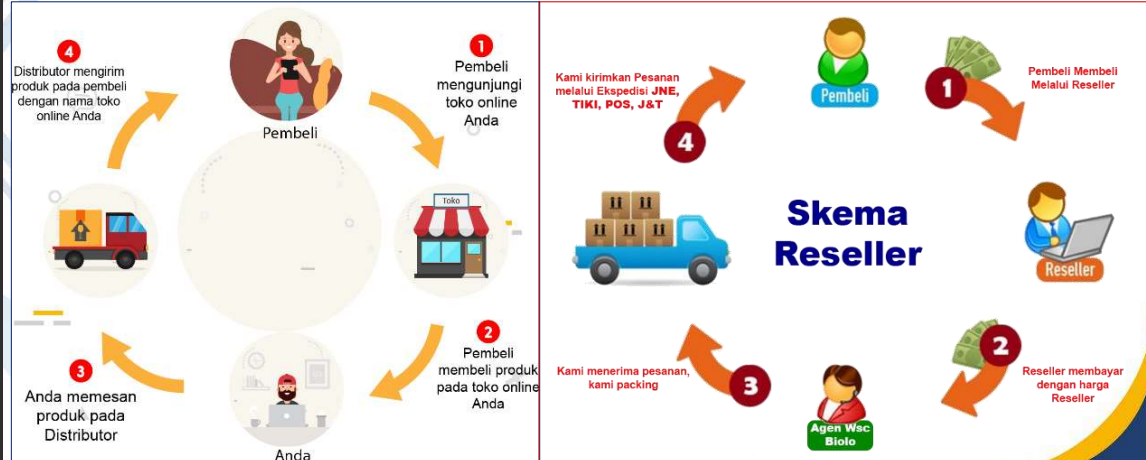 4
Distributor mengirim
produk pada pembeli
dengan nama toko
online Anda
Pembeli
1
Pembeli
mengunjungi
toko online
Anda
Toko
2
Pembeli
membeli produk
pada toko online
Anda
3
Anda memesan
produk pada
Distributor
Anda
Kami kirimkan Pesanan
melalui Ekspedisi JNE,
TIKI, POS, J&T
4
Pembeli
1
Pembeli Membeli
Melalui Reseller
Skema
Reseller
Reseller
Kami menerima pesanan,
kami packing
3
Agen Wsc
Biolo
2
Reseller membayar
dengan harga
Reseller